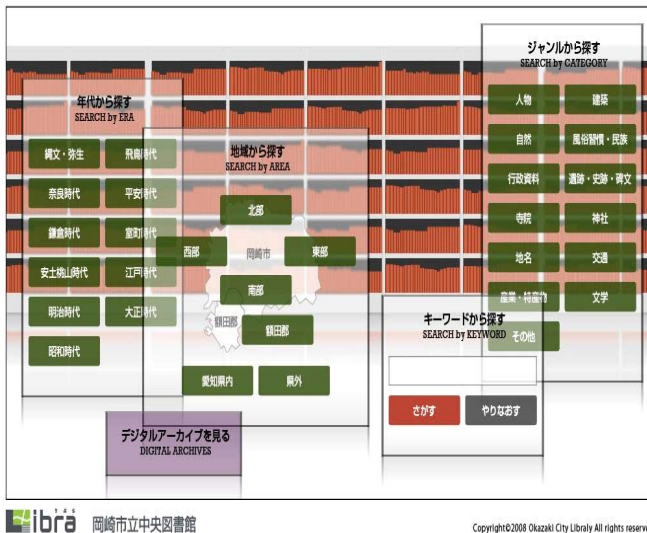 年代から探す
SEARCH by ERA
縄文・弥生
飛鳥時代
奈良時代
平安時代
鎌倉時代
室町時代
安土桃山時代
江戸時代
明治時代
大正時代
昭和時代
地域から探す
SEARCH by AREA
北部
西部
岡崎市
東部
南部
額田郡
額田郡
愛知県内
県外
ジャンルから探す
SEARCH by CATEGORY
人物
建築
自然
風俗習慣・民族
行政資料
遺跡・史跡・碑文
寺院
神社
地名
交通
産業・特産物
文学
その他
キーワードから探す
SEARCH by KEYWORD
さがす
やりなおす
デジタルアーカイブを見る
DIGITAL ARCHIVES
ibra
岡崎市立中央図書館
Copyright©2008 Okazaki City Libraly All rights reserve